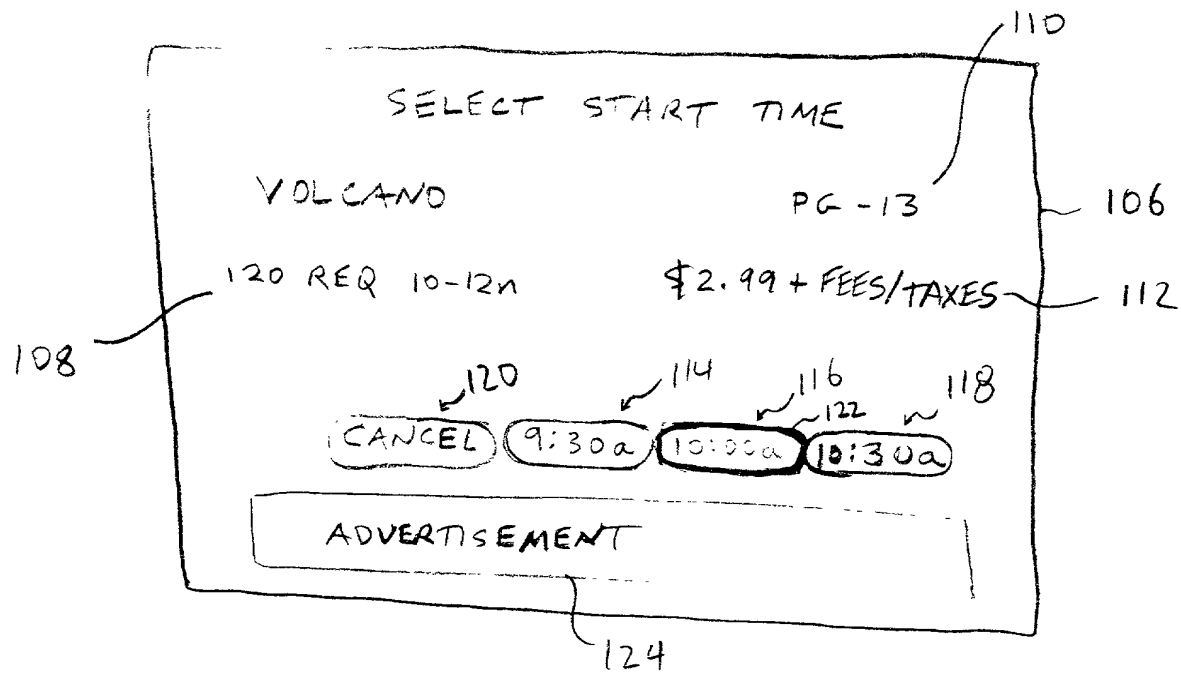 110
SELECT START TIME
VOLCANO PG-13 106
120 REQ 10-12n $2.99 + FEES/TAXES 112
108
120 114 116 118
122
CANCEL 9:30a 10:00a 10:30a
ADVERTISEMENT
124